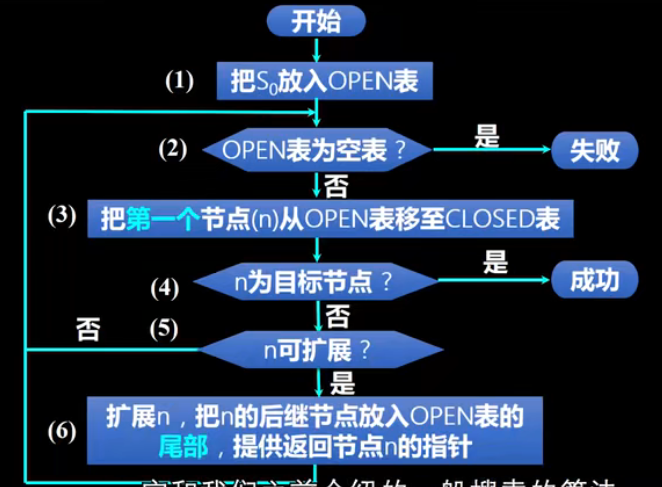 开始
(1) 把S₀放入OPEN表
(2) OPEN表为空表？
是
失败
否
(3) 把第一个节点(n)从OPEN表移至CLOSED表
(4) n为目标节点？
是
成功
否
(5) n可扩展？
否
是
(6) 扩展n，把n的后继节点放入OPEN表的
尾部，提供返回节点n的指针